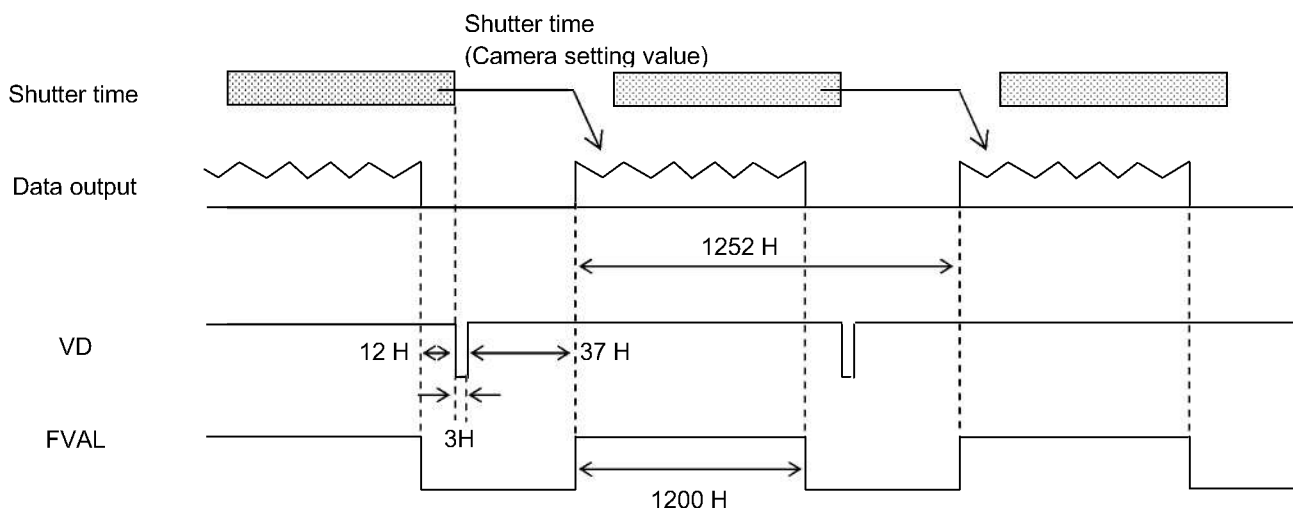 Shutter time
(Camera setting value)
Shutter time
Data output
1252 H
VD
12 H
37 H
3H
FVAL
1200 H